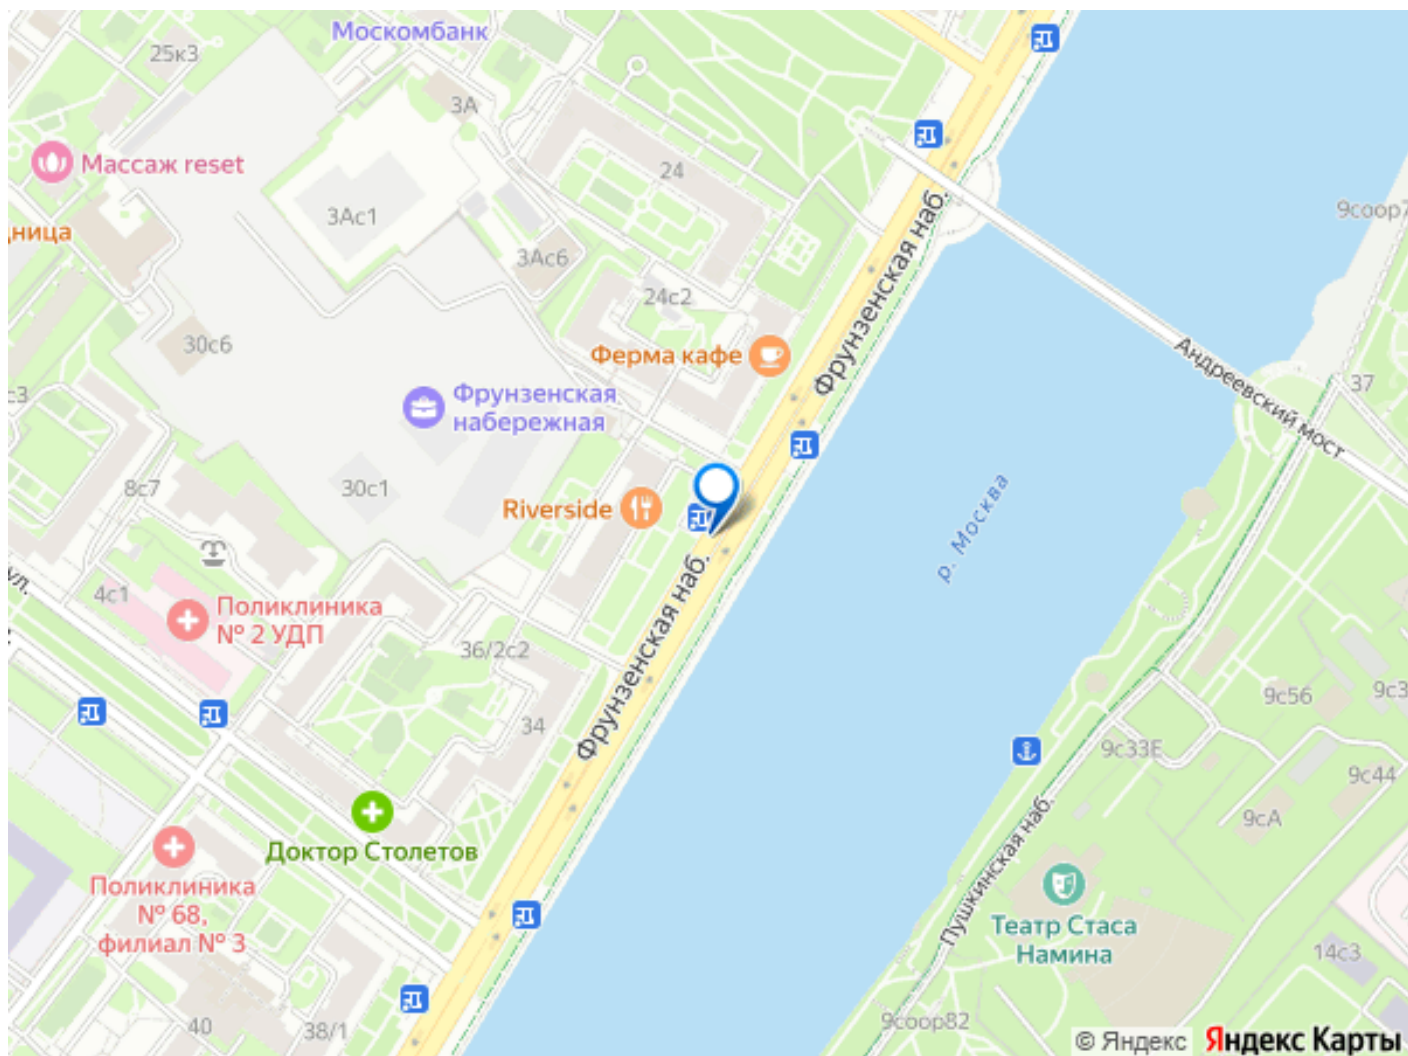 Москомбанк
25к3
3А
Массаж reset
24
3Ас1
9соор7
дница
3Ас6
Фрунзенская наб.
24с2
30с6
Ферма кафе
Андреевский мост
37
с3
Фрунзенская
набережная
8с7
30с1
Riverside
р. Москва
ул.
4с1
Поликлиника
№ 2 УДП
Фрунзенская наб.
36/2с2
34
9с56
9с3
9с33Е
9с44
9сА
Доктор Столетов
Пушкинская наб.
Поликлиника
№ 68,
филиал № 3
Театр Стаса
Намина
14с3
40
38/1
9соор82
© Яндекс Яндекс Карты